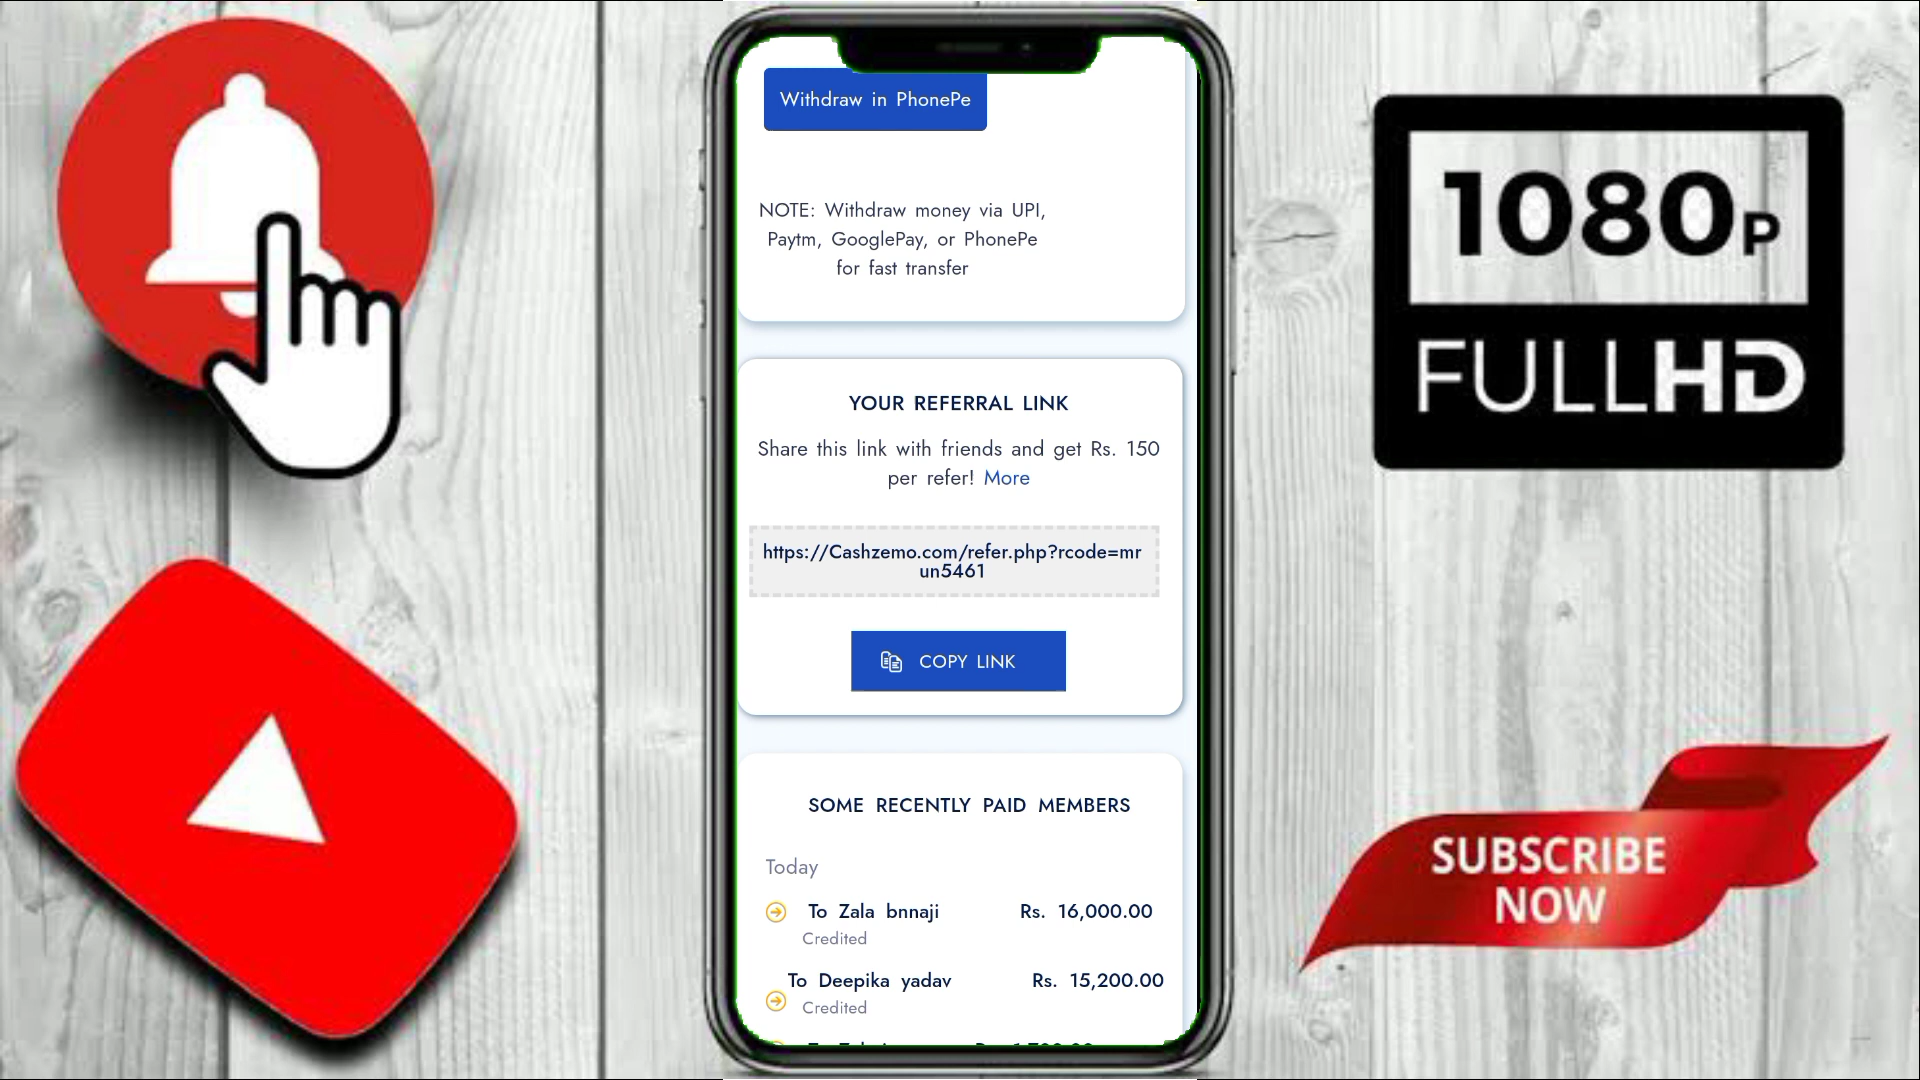 Withdraw in PhonePe
NOTE: Withdraw money via UPI,
Paytm, GooglePay, or PhonePe
for fast transfer
YOUR REFERRAL LINK
Share this link with friends and get Rs. 150
per refer! More
https://Cashzemo.com/refer.php?rcode=mr
un5461
COPY LINK
SOME RECENTLY PAID MEMBERS
Today
To Zala bnnaji Rs. 16,000.00
Credited
To Deepika yadav Rs. 15,200.00
Credited
1080P
FULLHD
SUBSCRIBE
NOW